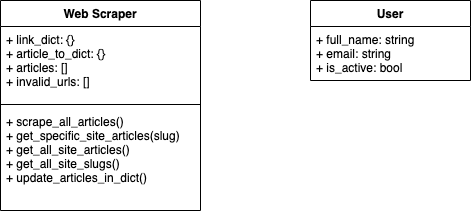 Web Scraper
+ link_dict: {}
+ article_to_dict: {}
+ articles: []
+ invalid_urls: []
+ scrape_all_articles()
+ get_specific_site_articles(slug)
+ get_all_site_articles()
+ get_all_site_slugs()
+ update_articles_in_dict()
User
+ full_name: string
+ email: string
+ is_active: bool